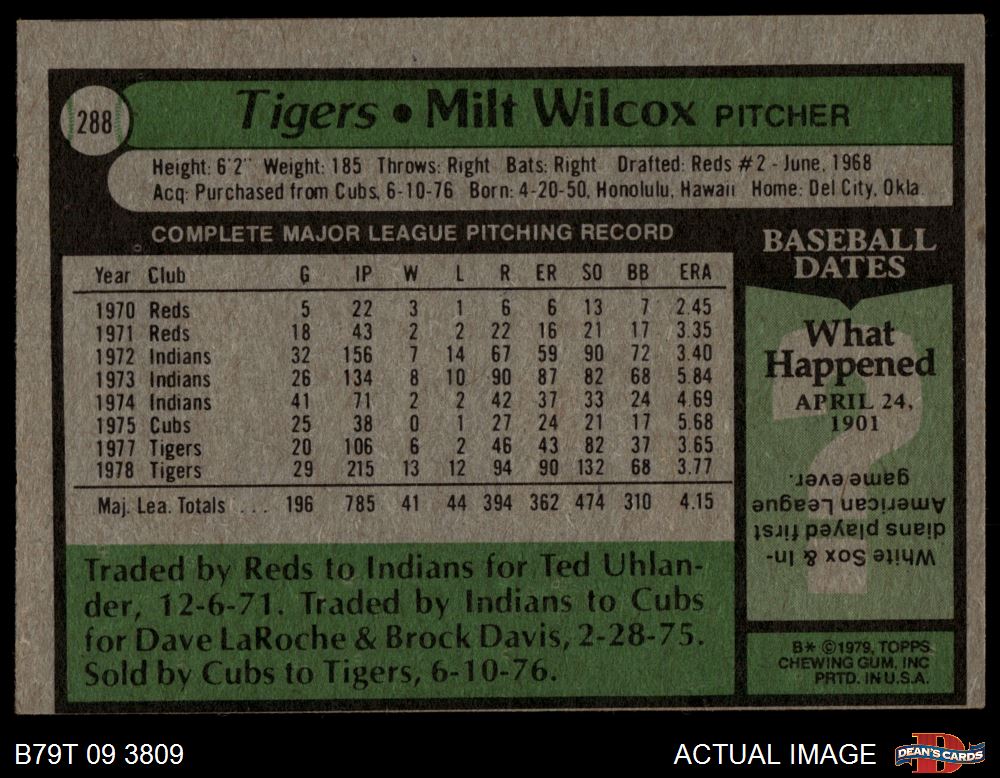 288
Tigers • Milt Wilcox PITCHER
Height: 6'2" Weight: 185 Throws: Right Bats: Right Drafted: Reds #2 - June, 1968
Acq: Purchased from Cubs, 6-10-76 Born: 4-20-50, Honolulu, Hawaii Home: Del City, Okla.
COMPLETE MAJOR LEAGUE PITCHING RECORD
Year Club G IP W L R ER SO BB ERA
1970 Reds 5 22 3 1 6 6 13 7 2.45
1971 Reds 18 43 2 2 22 16 21 17 3.35
1972 Indians 32 156 7 14 67 59 90 72 3.40
1973 Indians 26 134 8 10 90 87 82 68 5.84
1974 Indians 41 71 2 2 42 37 33 24 4.69
1975 Cubs 25 38 0 1 27 24 21 17 5.68
1977 Tigers 20 106 6 2 46 43 82 37 3.65
1978 Tigers 29 215 13 12 94 90 132 68 3.77
Maj. Lea. Totals . . . 196 785 41 44 394 362 474 310 4.15
Traded by Reds to Indians for Ted Uhlan-
der, 12-6-71. Traded by Indians to Cubs
for Dave LaRoche & Brock Davis, 2-28-75.
Sold by Cubs to Tigers, 6-10-76.
BASEBALL
DATES
What
Happened
APRIL 24,
1901
White Sox & In-
dians played first
American League
game ever.
B* ©1979, TOPPS
CHEWING GUM, INC
PRTD. IN U.S.A.
B79T 09 3809
ACTUAL IMAGE
DEAN'S CARDS